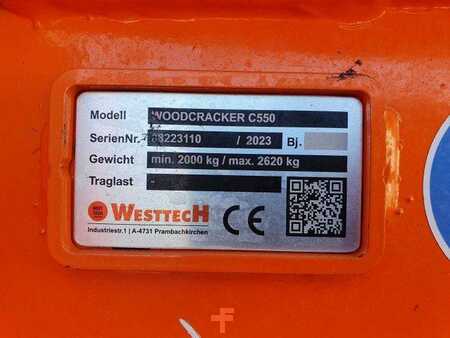 Modell WOODCRACKER C550
SerienNr. 68223110 / 2023 Bj.
Gewicht min. 2000 kg / max. 2620 kg
Traglast -
WESTTECH CE
Industriestr.1 | A-4731 Prambachkirchen